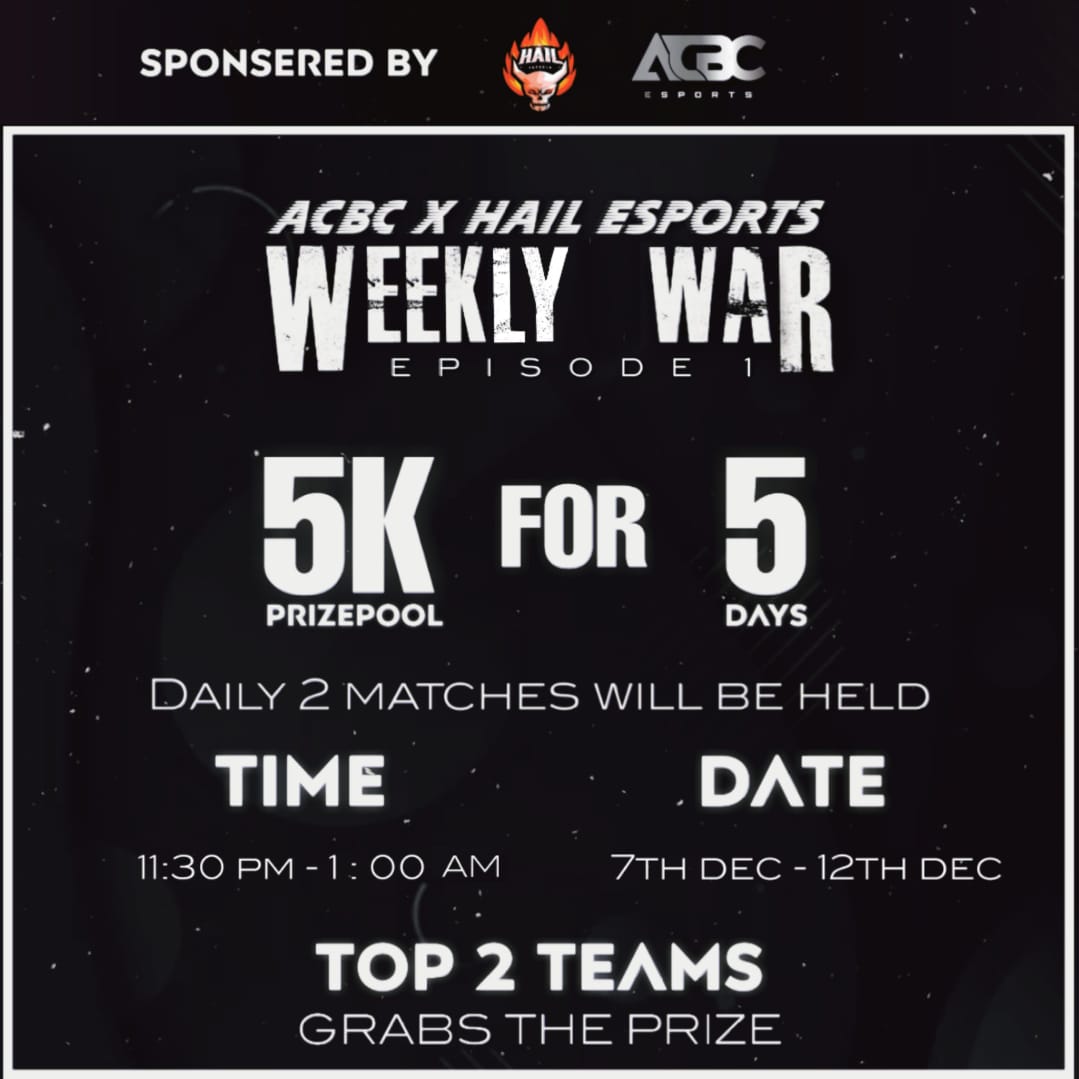 SPONSERED BY
HAIL
ACBC
ESPORTS
ACBC X HAIL ESPORTS
WEEKLY WAR
EPISODE 1
5K FOR 5
PRIZEPOOL DAYS
DAILY 2 MATCHES WILL BE HELD
TIME DATE
11:30 PM - 1 : 00 AM 7TH DEC - 12TH DEC
TOP 2 TEAMS
GRABS THE PRIZE